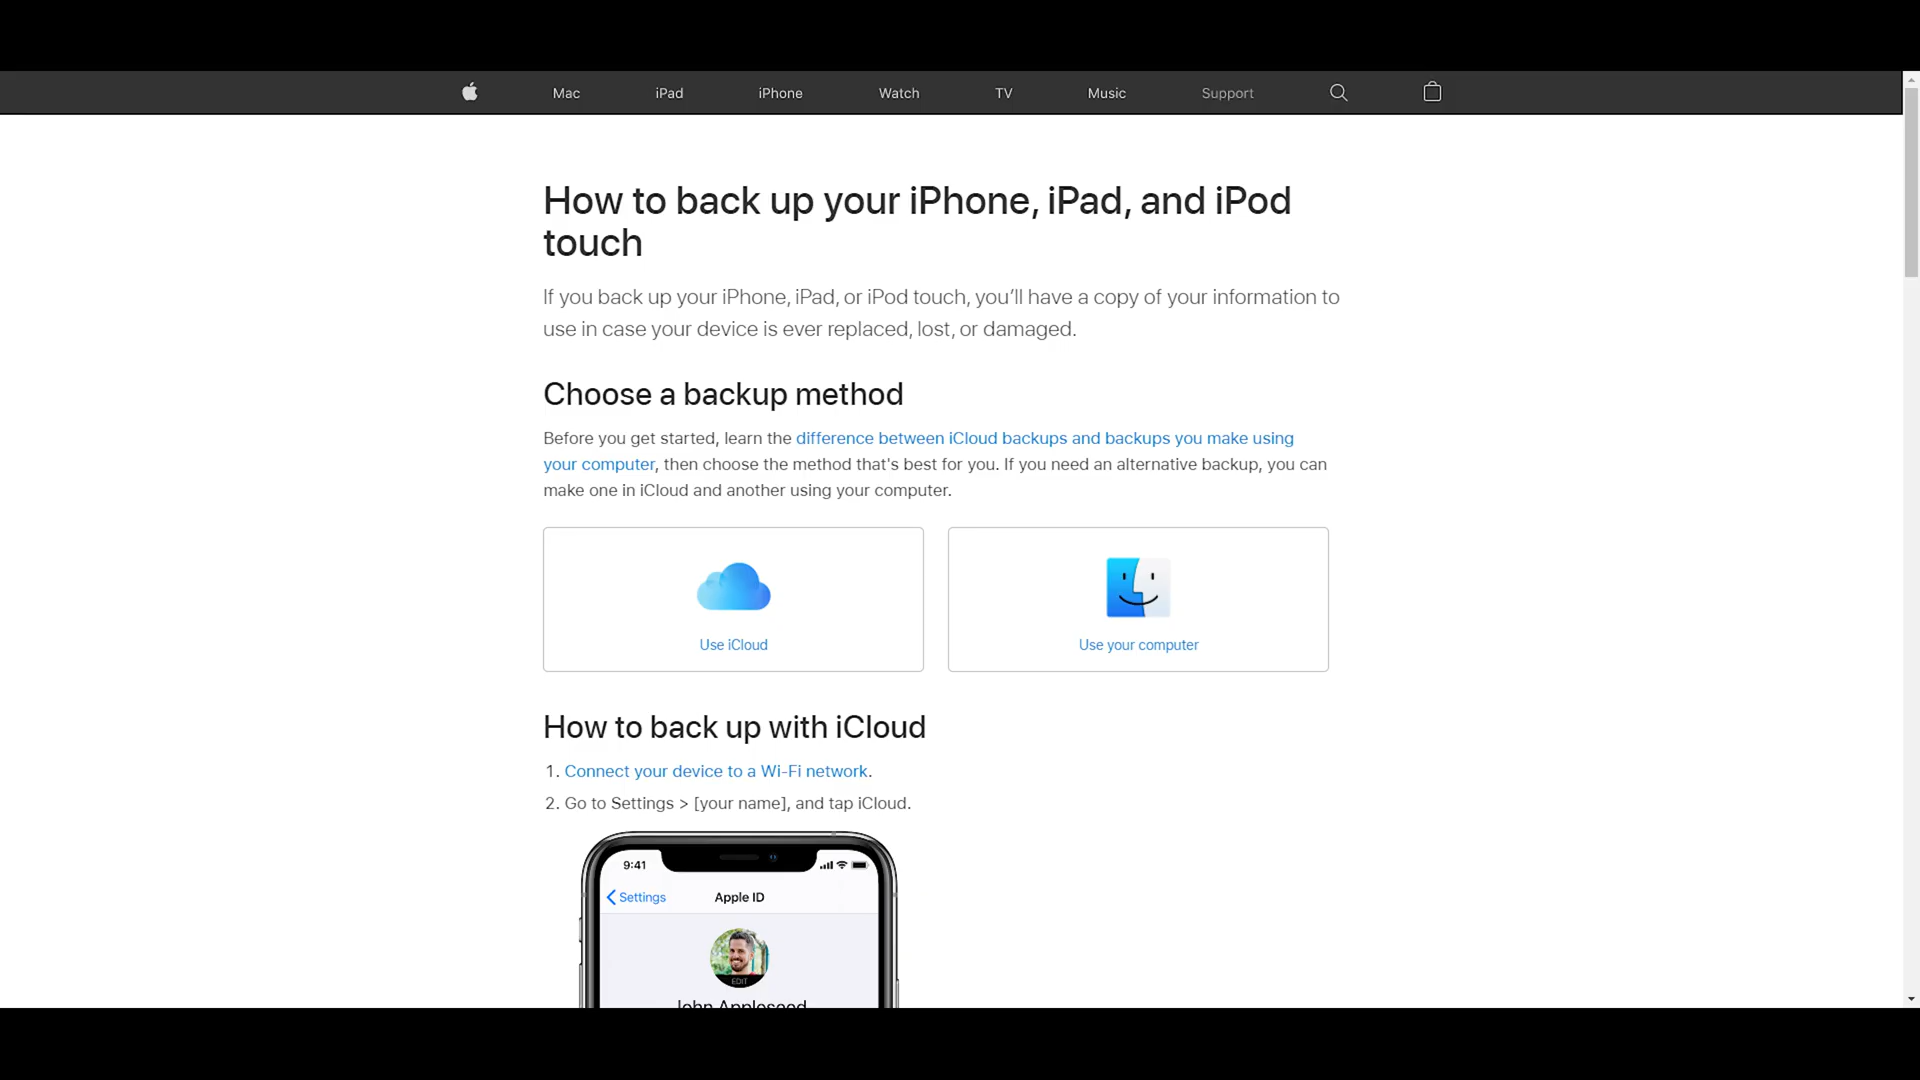 Mac iPad iPhone Watch TV Music Support
How to back up your iPhone, iPad, and iPod
touch
If you back up your iPhone, iPad, or iPod touch, you’ll have a copy of your information to
use in case your device is ever replaced, lost, or damaged.
Choose a backup method
Before you get started, learn the difference between iCloud backups and backups you make using
your computer, then choose the method that's best for you. If you need an alternative backup, you can
make one in iCloud and another using your computer.
Use iCloud
Use your computer
How to back up with iCloud
1. Connect your device to a Wi-Fi network.
2. Go to Settings > [your name], and tap iCloud.
9:41
Settings Apple ID
EDIT
John Appleseed